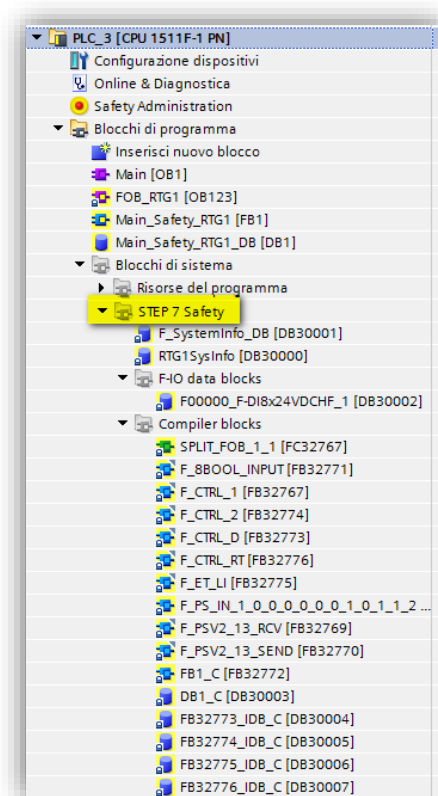 PLC_3 [CPU 1511F-1 PN]
Configurazione dispositivi
Online & Diagnostica
Safety Administration
Blocchi di programma
Inserisci nuovo blocco
Main [OB1]
FOB_RTG1 [OB123]
Main_Safety_RTG1 [FB1]
Main_Safety_RTG1_DB [DB1]
Blocchi di sistema
Risorse del programma
STEP 7 Safety
F_SystemInfo_DB [DB30001]
RTG1SysInfo [DB30000]
F-IO data blocks
F00000_F-DI8x24VDCHF_1 [DB30002]
Compiler blocks
SPLIT_FOB_1_1 [FC32767]
F_8BOOL_INPUT [FB32771]
F_CTRL_1 [FB32767]
F_CTRL_2 [FB32774]
F_CTRL_D [FB32773]
F_CTRL_RT [FB32776]
F_ET_LI [FB32775]
F_PS_IN_1_0_0_0_0_0_0_1_0_1_1_2 ...
F_PSV2_13_RCV [FB32769]
F_PSV2_13_SEND [FB32770]
FB1_C [FB32772]
DB1_C [DB30003]
FB32773_IDB_C [DB30004]
FB32774_IDB_C [DB30005]
FB32775_IDB_C [DB30006]
FB32776_IDB_C [DB30007]